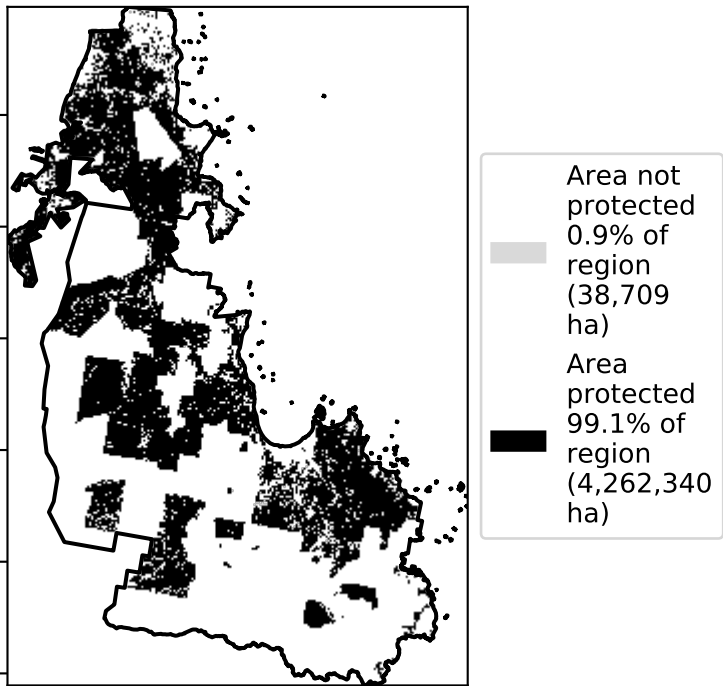 Area not
protected
0.9% of
region
(38,709
ha)
Area
protected
99.1% of
region
(4,262,340
ha)